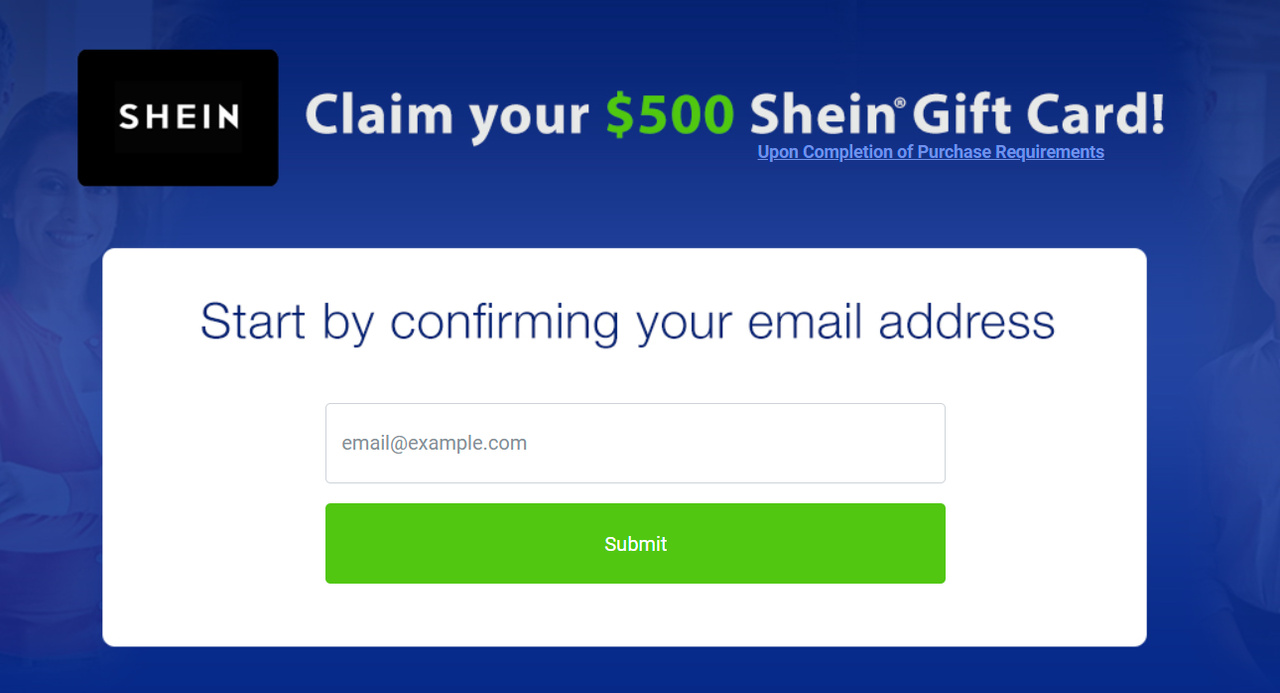 SHEIN
Claim your $500 Shein® Gift Card!
Upon Completion of Purchase Requirements
Start by confirming your email address
email@example.com
Submit